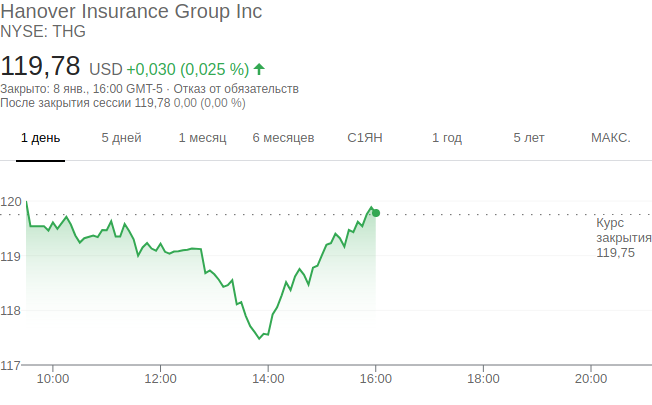 Hanover Insurance Group Inc
NYSE: THG
119,78 USD +0,030 (0,025 %)
Закрыто: 8 янв., 16:00 GMT-5 · Отказ от обязательств
После закрытия сессии 119,78 0,00 (0,00 %)
1 день 5 дней 1 месяц 6 месяцев С1ЯН 1 год 5 лет МАКС.
120
119
118
117
Курс
закрытия
119,75
10:00 12:00 14:00 16:00 18:00 20:00